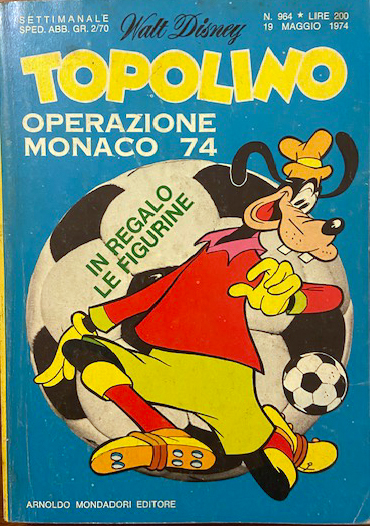 SETTIMANALE
SPED. ABB. GR. 2/70
Walt Disney
N. 964 ★ LIRE 200
19 MAGGIO 1974
TOPOLINO
OPERAZIONE
MONACO 74
IN REGALO
LE FIGURINE
ARNOLDO MONDADORI EDITORE